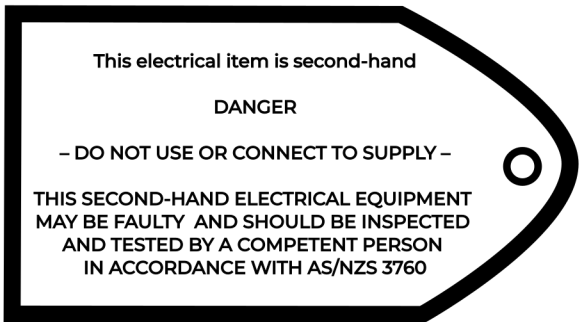 This electrical item is second-hand
DANGER
– DO NOT USE OR CONNECT TO SUPPLY –
THIS SECOND-HAND ELECTRICAL EQUIPMENT
MAY BE FAULTY AND SHOULD BE INSPECTED
AND TESTED BY A COMPETENT PERSON
IN ACCORDANCE WITH AS/NZS 3760